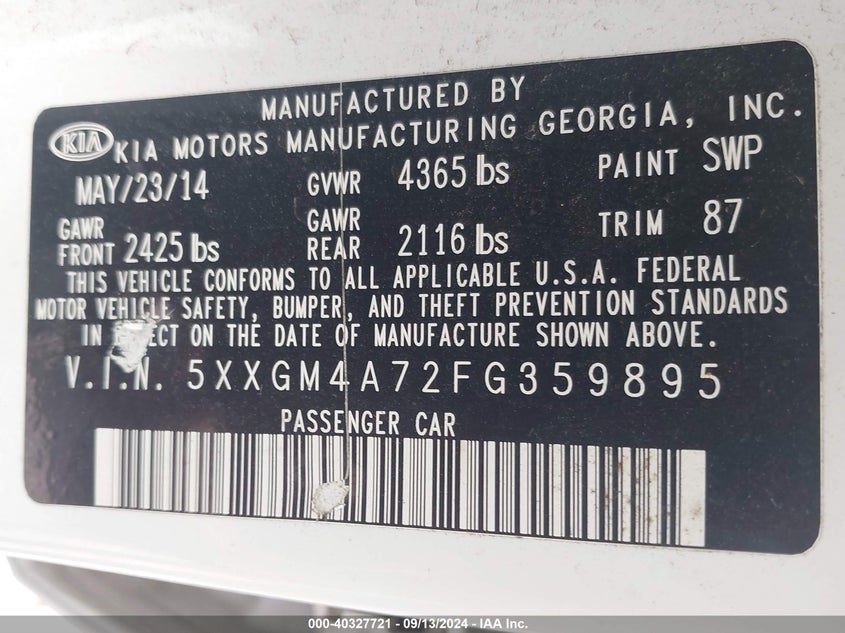 MANUFACTURED BY
KIA KIA MOTORS MANUFACTURING GEORGIA, INC.
MAY/23/14 GVWR 4365 lbs PAINT SWP
GAWR FRONT 2425 lbs GAWR REAR 2116 lbs TRIM 87
THIS VEHICLE CONFORMS TO ALL APPLICABLE U.S.A. FEDERAL
MOTOR VEHICLE SAFETY, BUMPER, AND THEFT PREVENTION STANDARDS
IN EFFECT ON THE DATE OF MANUFACTURE SHOWN ABOVE.
V.I.N. 5XXGM4A72FG359895
PASSENGER CAR
000-40327721 - 09/13/2024 - IAA Inc.